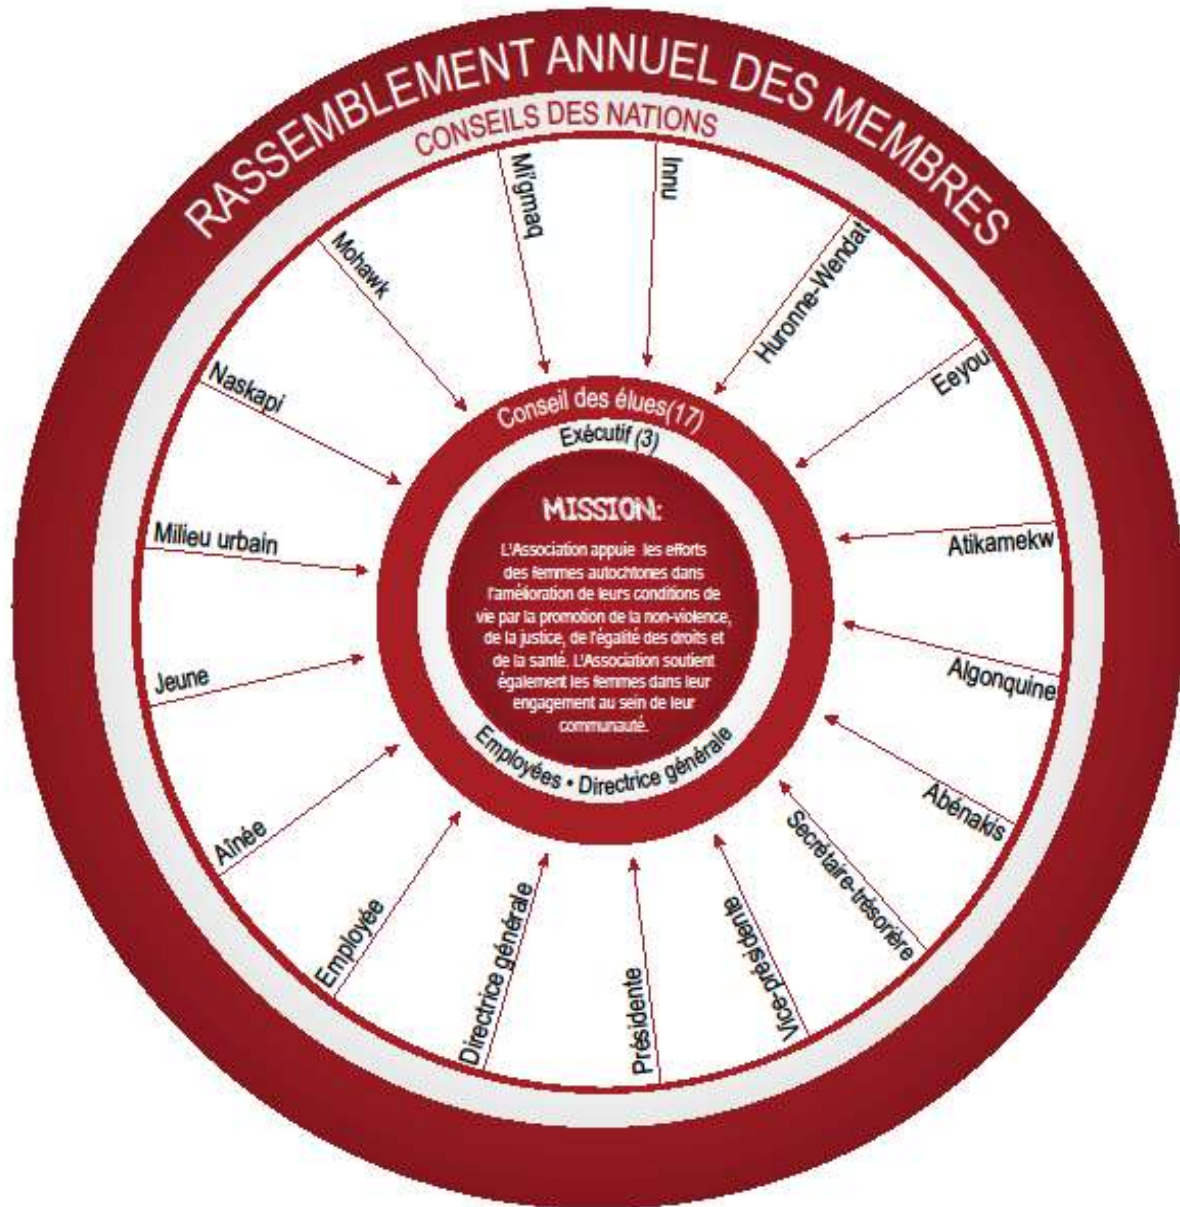 RASSEMBLEMENT ANNUEL DES MEMBRES
CONSEILS DES NATIONS
Mi'gmaq
Innu
Huronne-Wendat
Eeyou
Atikamekw
Algonquine
Abénakis
Secrétaire-trésorière
Vice-présidente
Présidente
Directrice générale
Employée
Aînée
Jeune
Milieu urbain
Naskapi
Mohawk
Conseil des élues(17)
Exécutif (3)
MISSION:
L'Association appuie les efforts
des femmes autochtones dans
l'amélioration de leurs conditions de
vie par la promotion de la non-violence,
de la justice, de l'égalité des droits et
de la santé. L'Association soutient
également les femmes dans leur
engagement au sein de leur
communauté.
Employées • Directrice générale